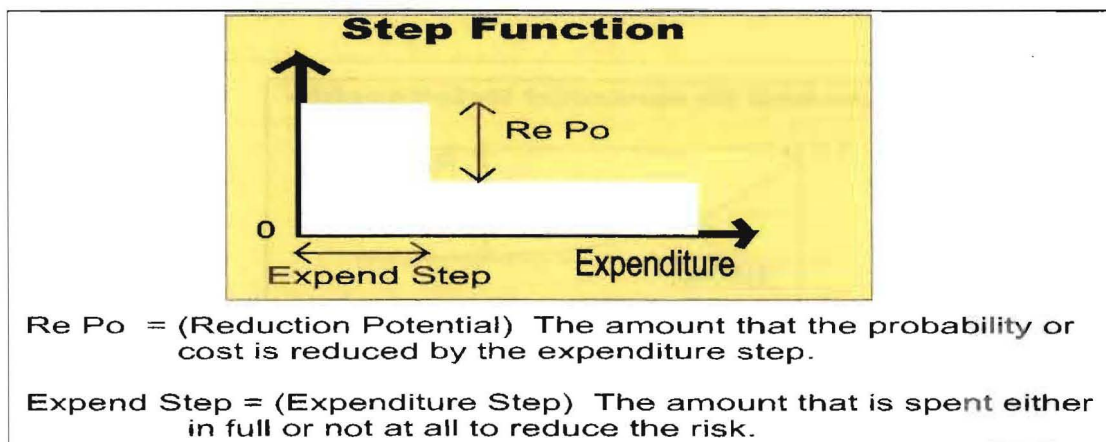 Step Function
Re Po
0
Expend Step
Expenditure
Re Po = (Reduction Potential) The amount that the probability or
cost is reduced by the expenditure step.
Expend Step = (Expenditure Step) The amount that is spent either
in full or not at all to reduce the risk.